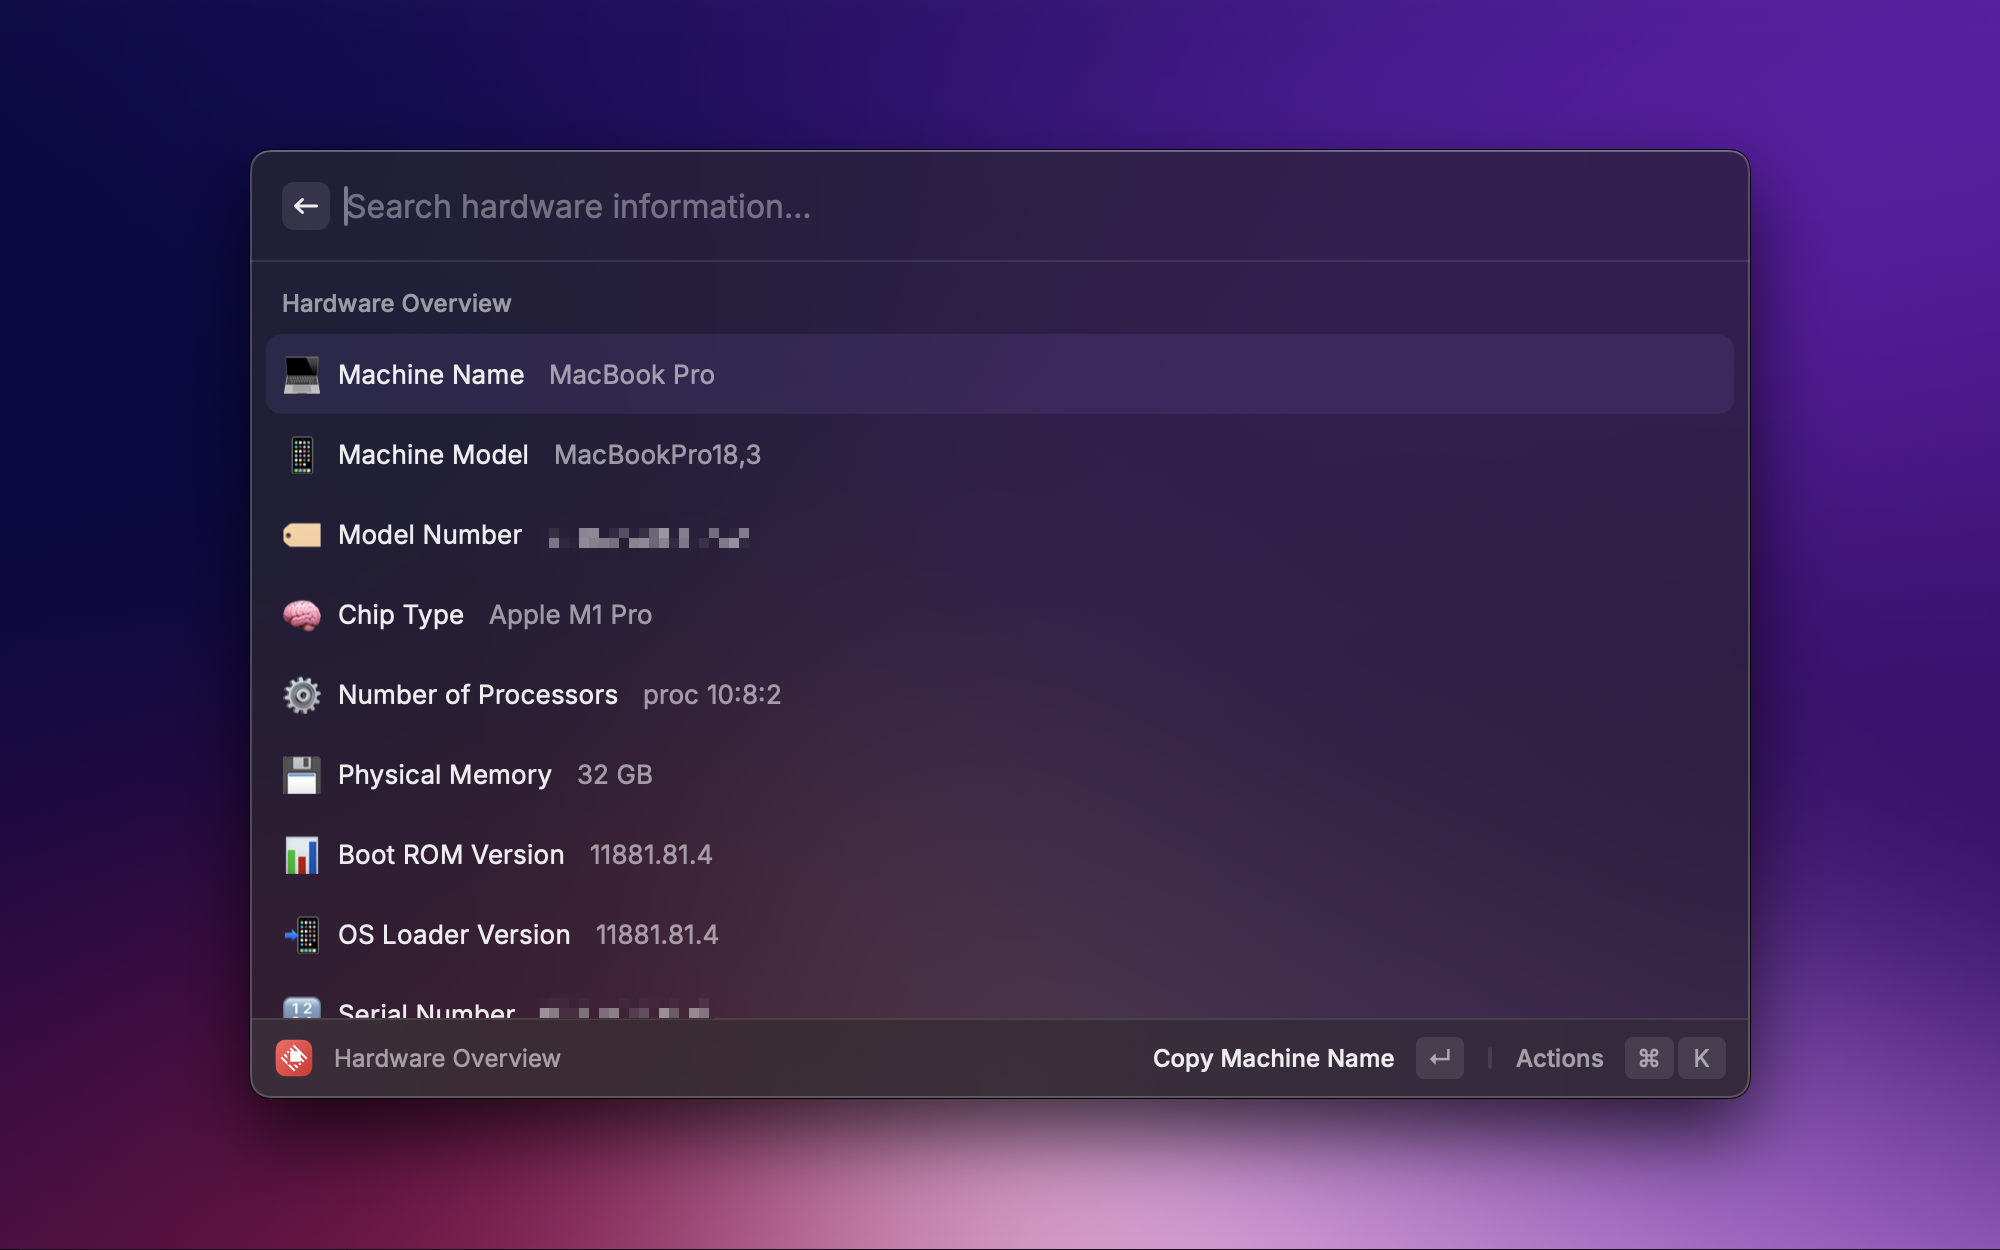 Search hardware information...
Hardware Overview
Machine Name MacBook Pro
Machine Model MacBookPro18,3
Model Number
Chip Type Apple M1 Pro
Number of Processors proc 10:8:2
Physical Memory 32 GB
Boot ROM Version 11881.81.4
OS Loader Version 11881.81.4
Serial Number
Hardware Overview Copy Machine Name ↵ Actions ⌘ K